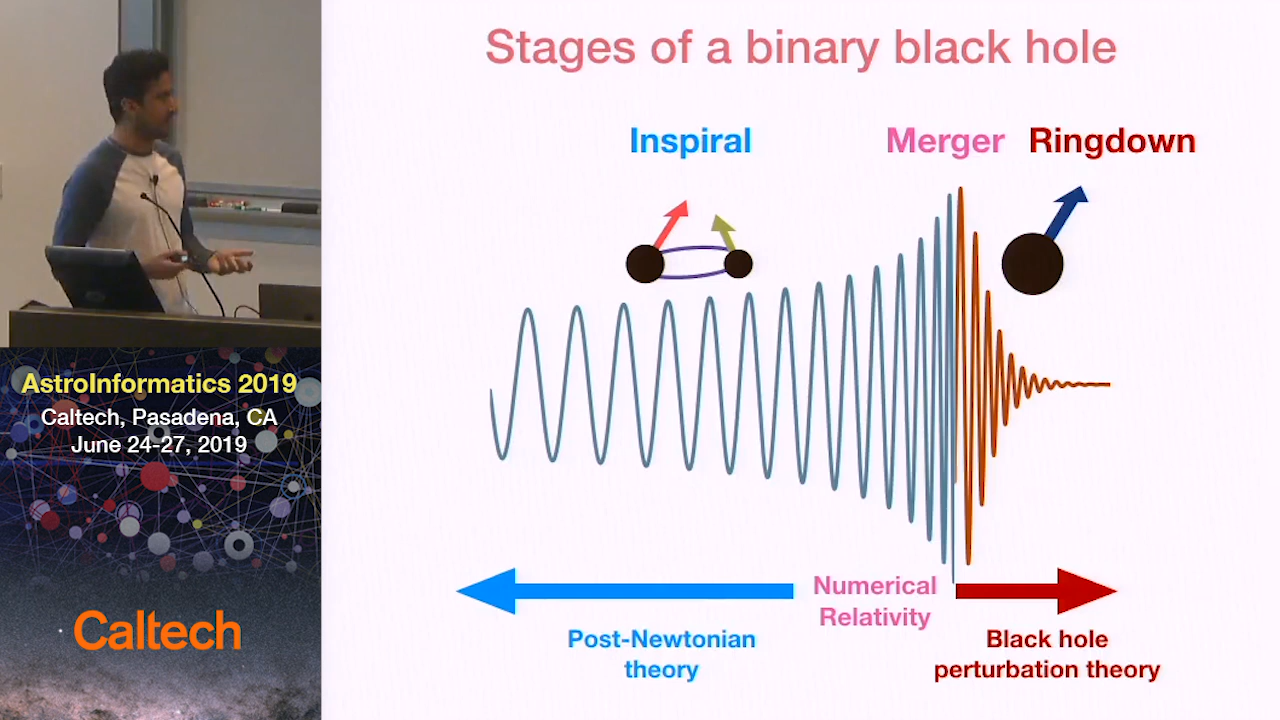 Stages of a binary black hole
Inspiral
Merger
Ringdown
Numerical
Relativity
Post-Newtonian
theory
Black hole
perturbation theory
AstroInformatics 2019
Caltech, Pasadena, CA
June 24-27, 2019
Caltech